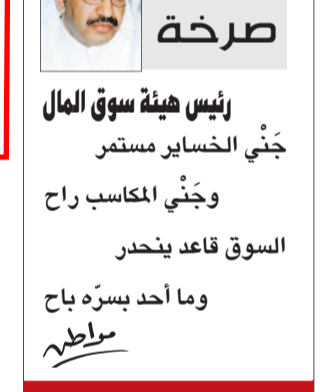 صرخة
رئيس هيئة سوق المال
جَنْي الخساير مستمر
وجَنْي المكاسب راح
السوق قاعد ينحدر
وما أحد بسرّه باح
مواطن